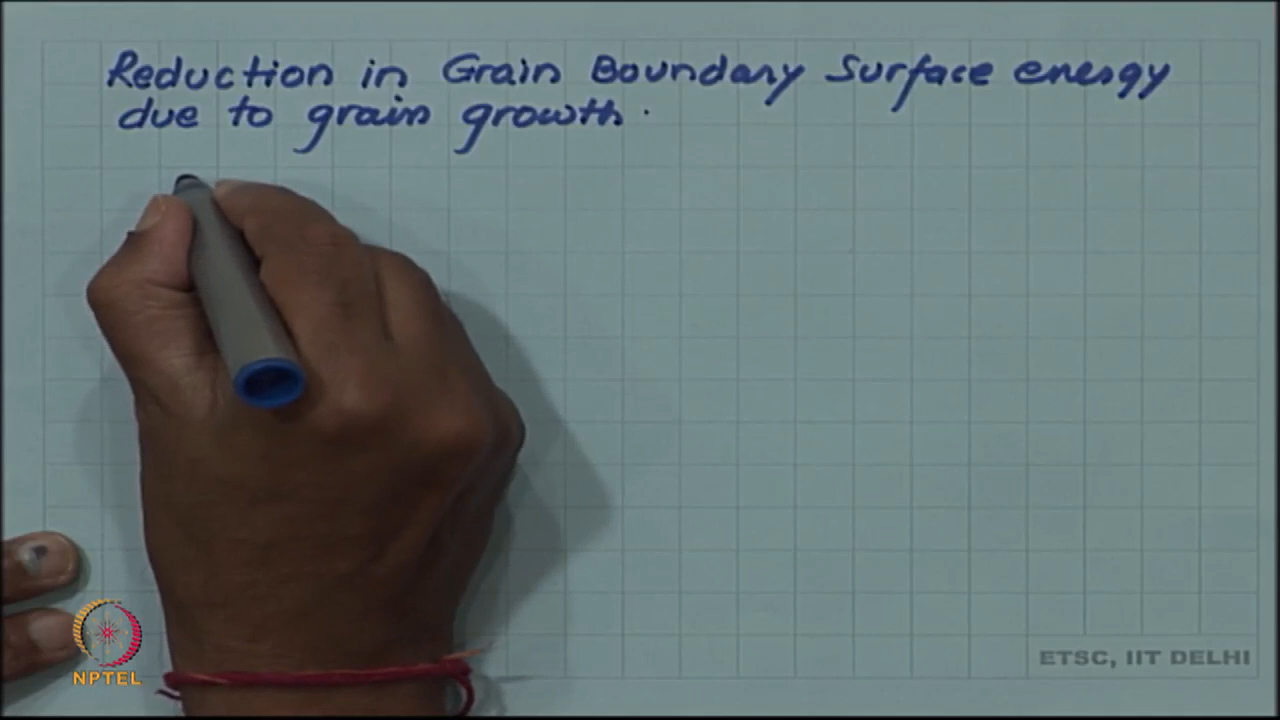 Reduction in Grain Boundary Surface energy
due to grain growth.
NPTEL
ETSC, IIT DELHI